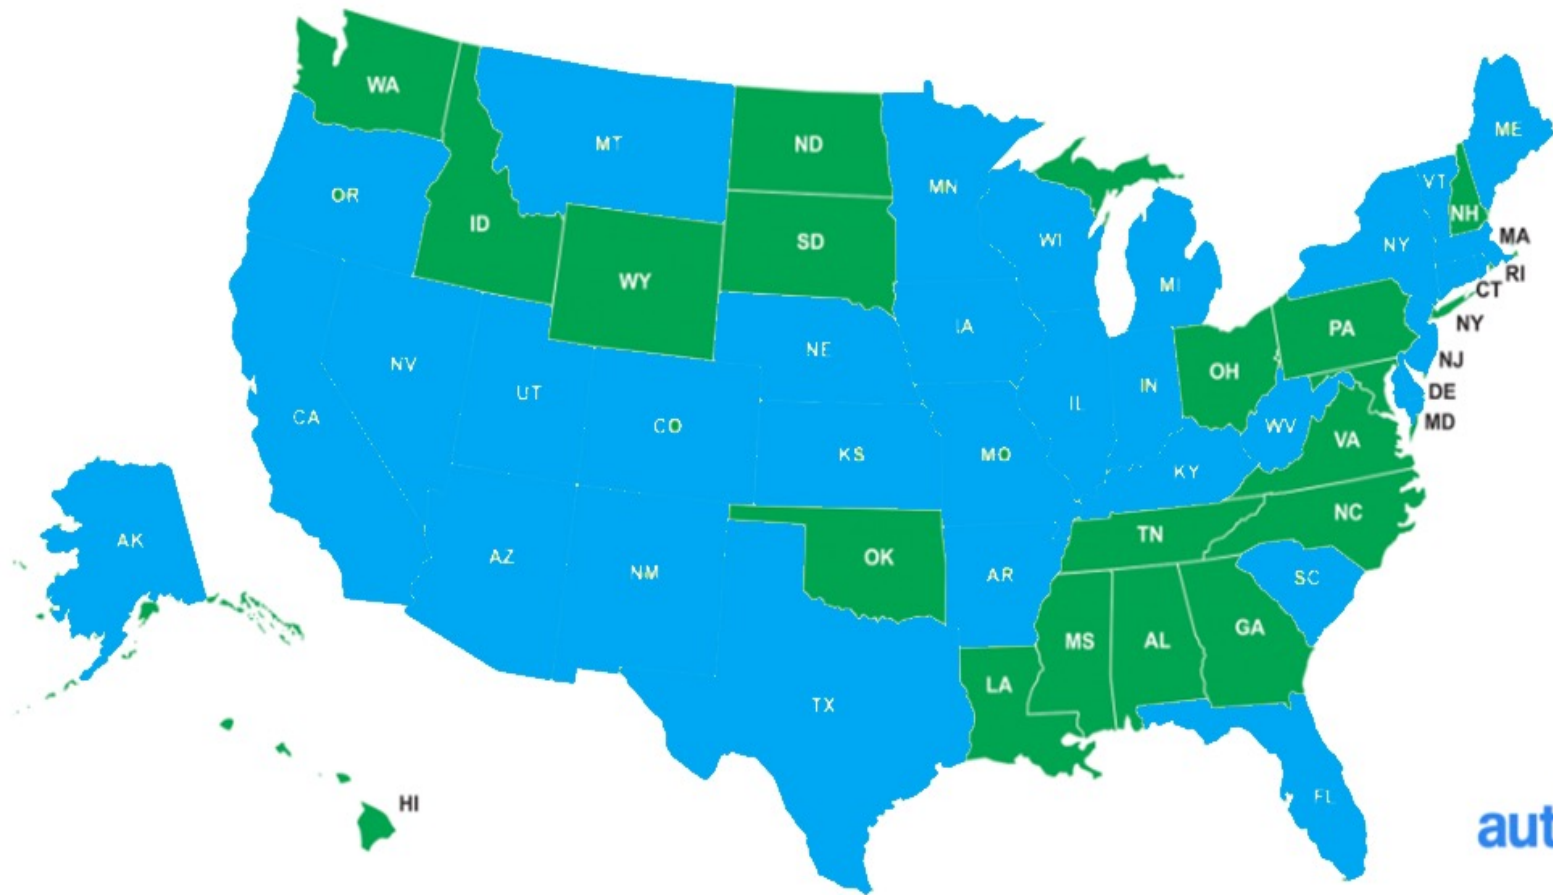 WA
MT
ND
ME
MN
VT
OR
NH
ID
SD
WI
NY
MA
WY
MI
RI
CT
NY
IA
PA
NE
NV
OH
NJ
UT
IN
DE
IL
CA
CO
MD
WV
VA
KS
MO
KY
NC
TN
AK
AZ
OK
NM
AR
SC
GA
MS
AL
LA
TX
FL
HI
aut